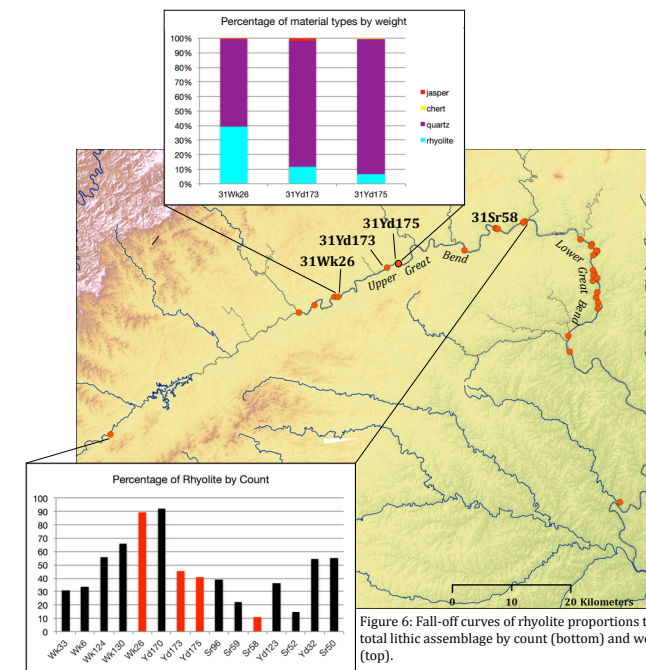 Percentage of material types by weight
100%
90%
80%
70%
60%
50%
40%
30%
20%
10%
0%
jasper
chert
quartz
rhyolite
31Wk26 31Yd173 31Yd175
31Yd175
31Yd173
31Wk26
31Sr58
Upper Great Bend
Lower Great Bend
Percentage of Rhyolite by Count
100
90
80
70
60
50
40
30
20
10
0
Wk33 Wk6 Wk124 Wk130 Wk26 Yd170 Yd173 Yd175 Sr96 Sr59 Sr58 Yd123 Sr52 Yd32 Sr50
0 10 20 Kilometers
Figure 6: Fall-off curves of rhyolite proportions
total lithic assemblage by count (bottom) and
(top).